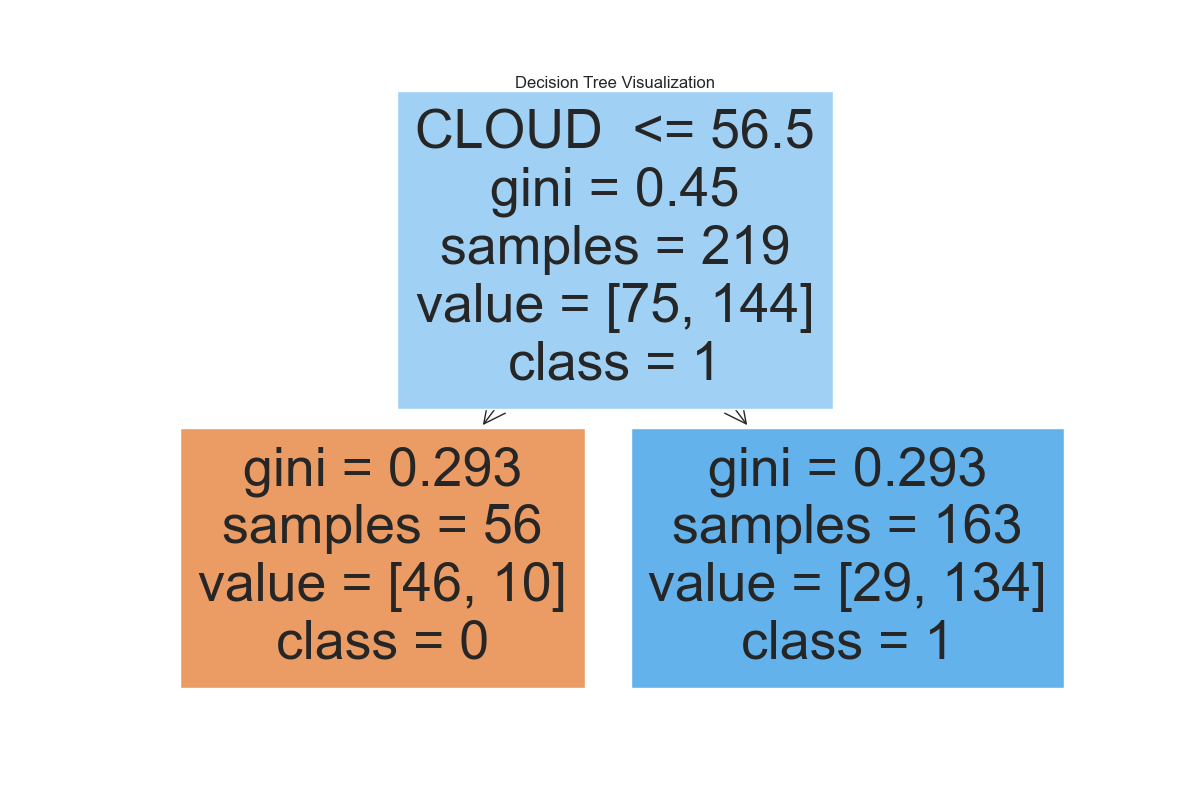 Decision Tree Visualization
CLOUD  <= 56.5
gini = 0.45
samples = 219
value = [75, 144]
class = 1
gini = 0.293
samples = 56
value = [46, 10]
class = 0
gini = 0.293
samples = 163
value = [29, 134]
class = 1